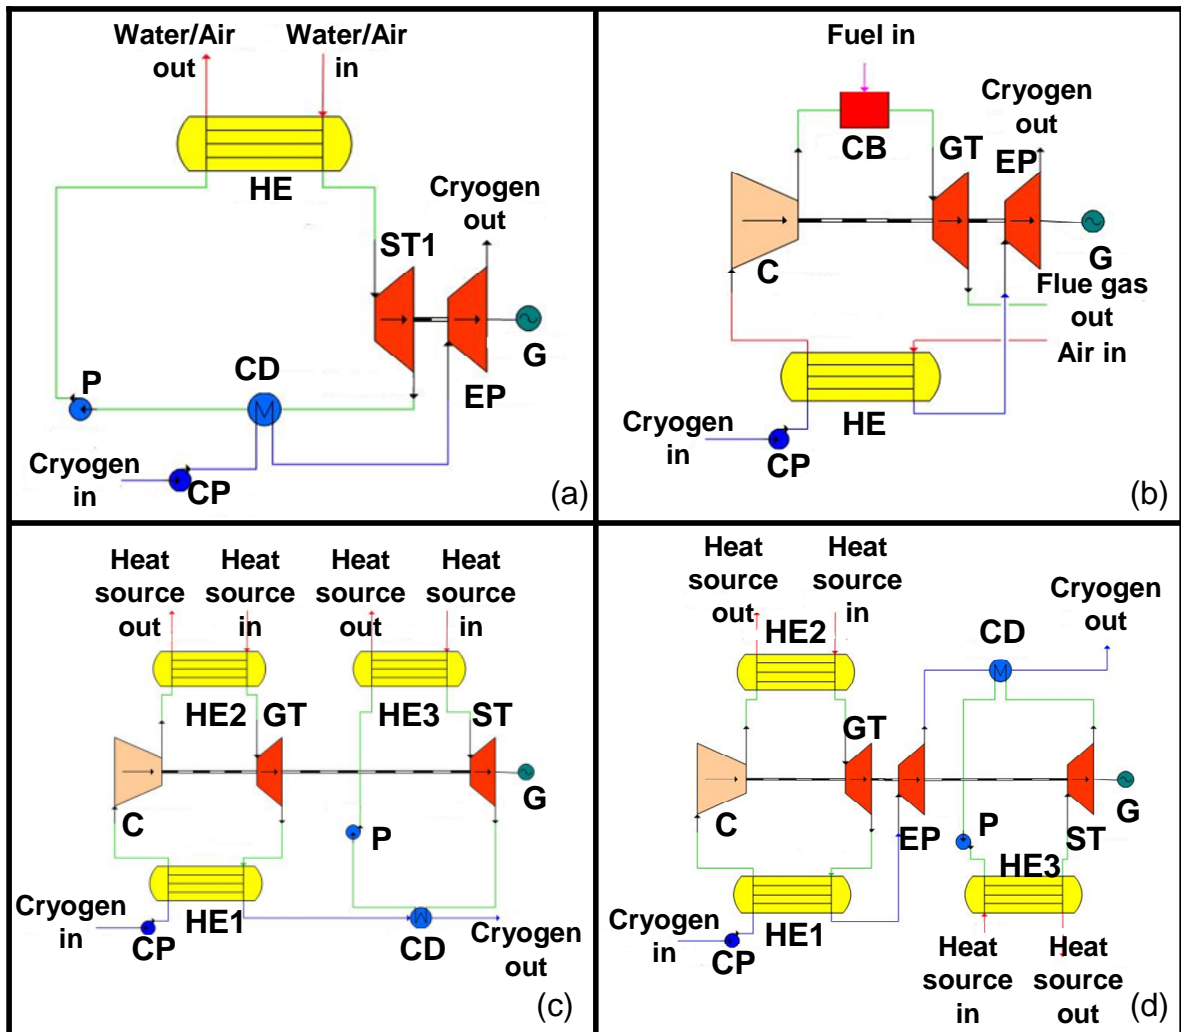 Water/Air
out
Water/Air
in
HE
Cryogen
out
ST1
G
EP
CD
P
Cryogen
in
CP
(a)
Fuel in
CB
GT
Cryogen
out
EP
C
G
Flue gas
out
Air in
HE
Cryogen
in
CP
(b)
Heat
source
out
Heat
source
in
Heat
source
out
Heat
source
in
HE2
GT
HE3
ST
C
G
P
HE1
Cryogen
in
CP
CD
Cryogen
out
(c)
Heat
source
out
Heat
source
in
HE2
CD
Cryogen
out
GT
C
EP
P
ST
G
HE3
HE1
Cryogen
in
CP
Heat
source
in
Heat
source
out
(d)